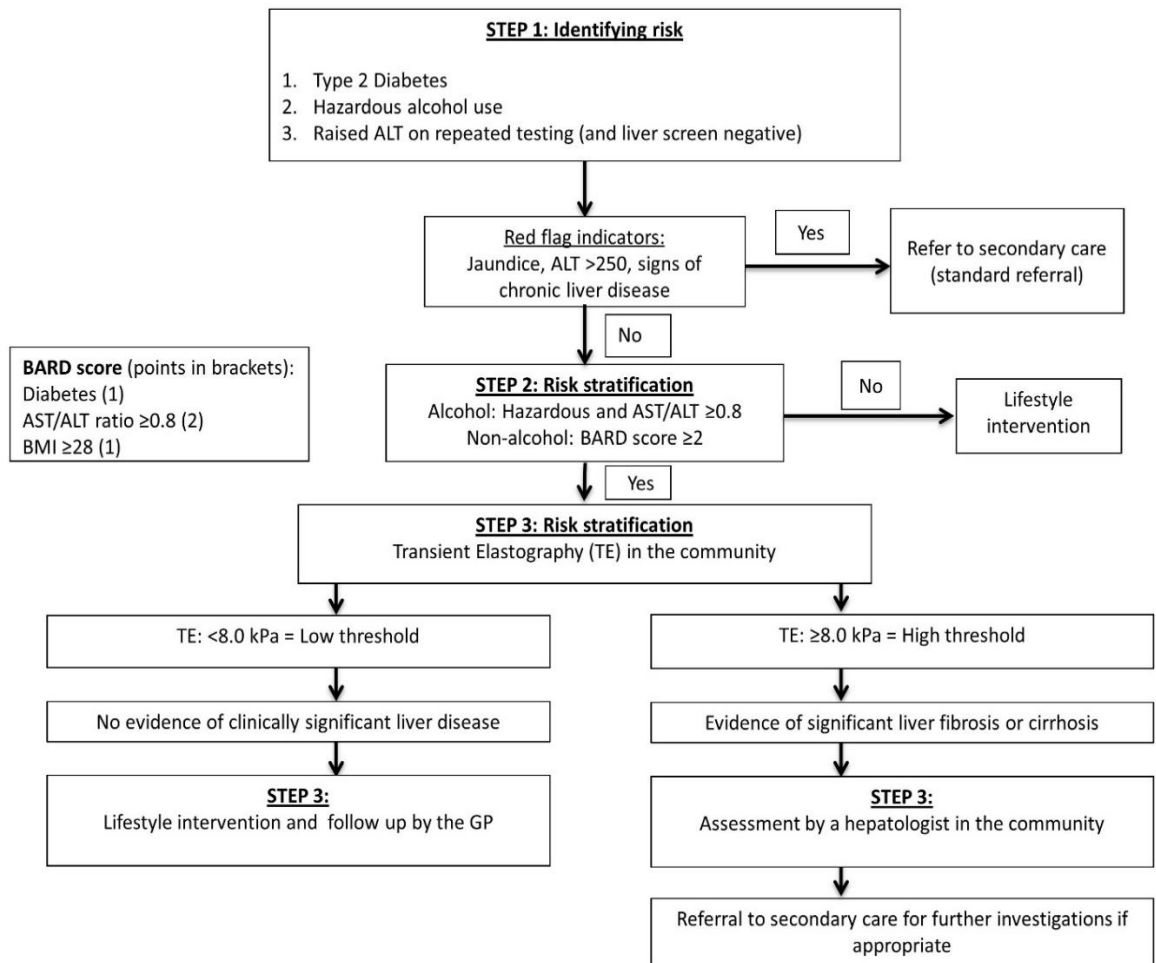 STEP 1: Identifying risk
1. Type 2 Diabetes
2. Hazardous alcohol use
3. Raised ALT on repeated testing (and liver screen negative)
Red flag indicators:
Jaundice, ALT >250, signs of
chronic liver disease
Yes
Refer to secondary care
(standard referral)
No
BARD score (points in brackets):
Diabetes (1)
AST/ALT ratio ≥0.8 (2)
BMI ≥28 (1)
STEP 2: Risk stratification
Alcohol: Hazardous and AST/ALT ≥0.8
Non-alcohol: BARD score ≥2
No
Lifestyle
intervention
Yes
STEP 3: Risk stratification
Transient Elastography (TE) in the community
TE: <8.0 kPa = Low threshold
TE: ≥8.0 kPa = High threshold
No evidence of clinically significant liver disease
Evidence of significant liver fibrosis or cirrhosis
STEP 3:
Lifestyle intervention and follow up by the GP
STEP 3:
Assessment by a hepatologist in the community
Referral to secondary care for further investigations if
appropriate